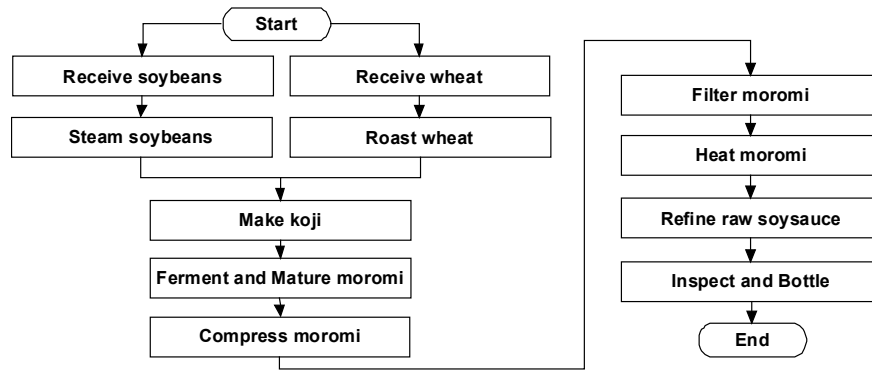 Start
Receive soybeans
Receive wheat
Steam soybeans
Roast wheat
Make koji
Ferment and Mature moromi
Compress moromi
Filter moromi
Heat moromi
Refine raw soysauce
Inspect and Bottle
End